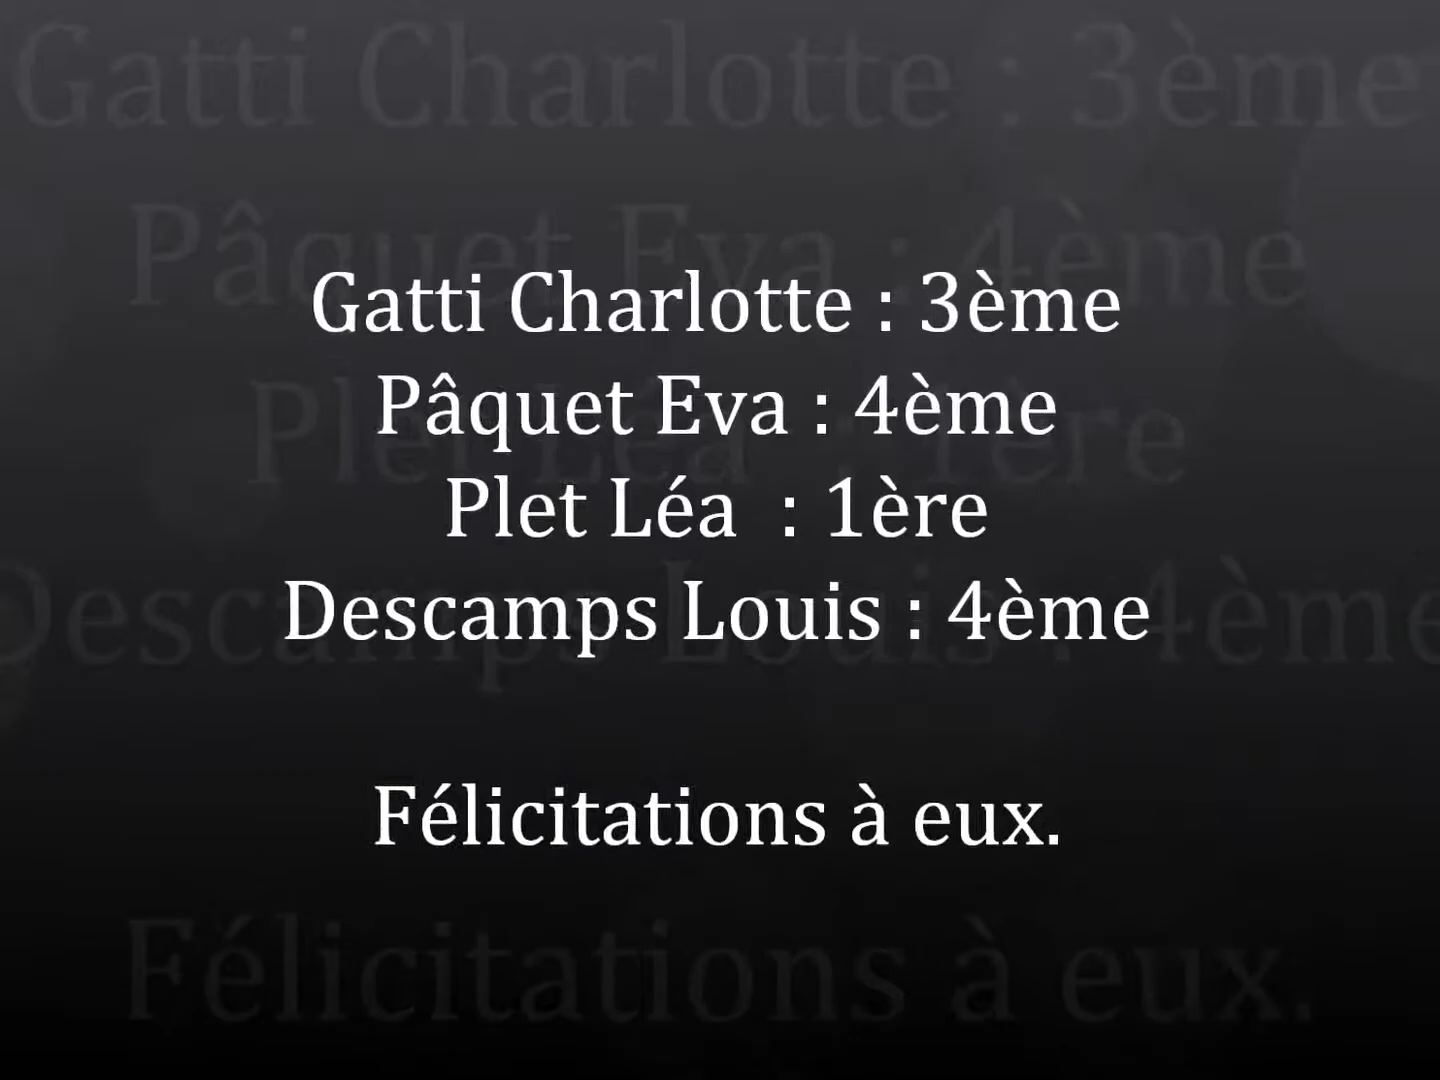 Gatti Charlotte : 3ème
Pâquet Eva : 4ème
Plet Léa  : 1ère
Descamps Louis : 4ème
Félicitations à eux.